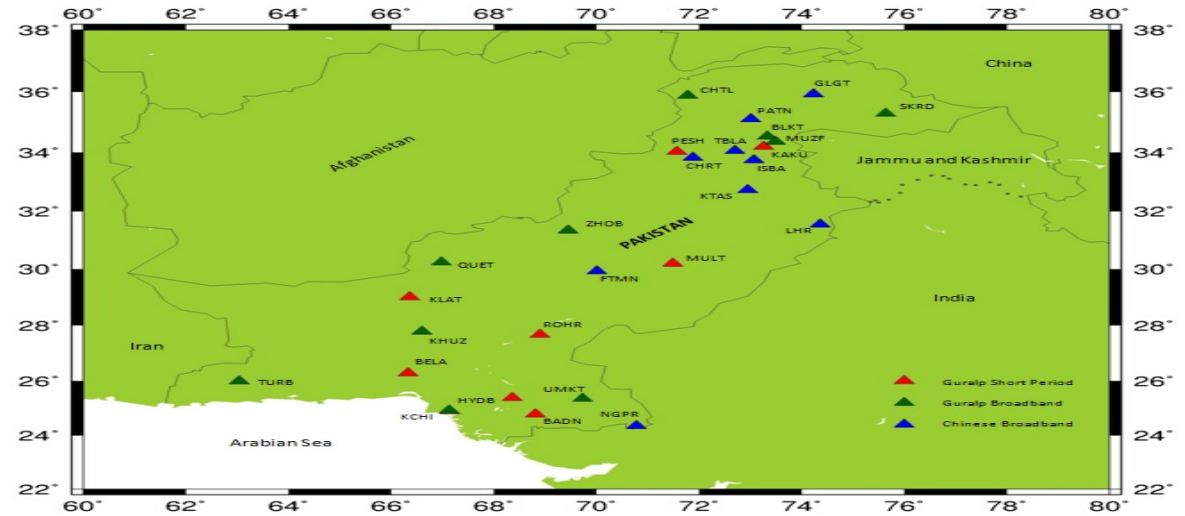 60° 62° 64° 66° 68° 70° 72° 74° 76° 78° 80°
38° 38°
China
36° CHTL GLGT 36°
SKRD
PATN
BLKT
PESH TBLA MUZF
34° Afghanistan KAKU Jammu and Kashmir 34°
CHRT ISBA
KTAS
32° 32°
ZHOB LHR
PAKISTAN
MULT
30° QUET 30°
FTMN
KLAT India
28° ROHR 28°
KHUZ
Iran
BELA
26° TURB UMKT Guralp Short Period 26°
HYDB Guralp Broadband
KCHI BADN NGPR Chinese Broadband
24° Arabian Sea 24°
22° 22°
60° 62° 64° 66° 68° 70° 72° 74° 76° 78° 80°